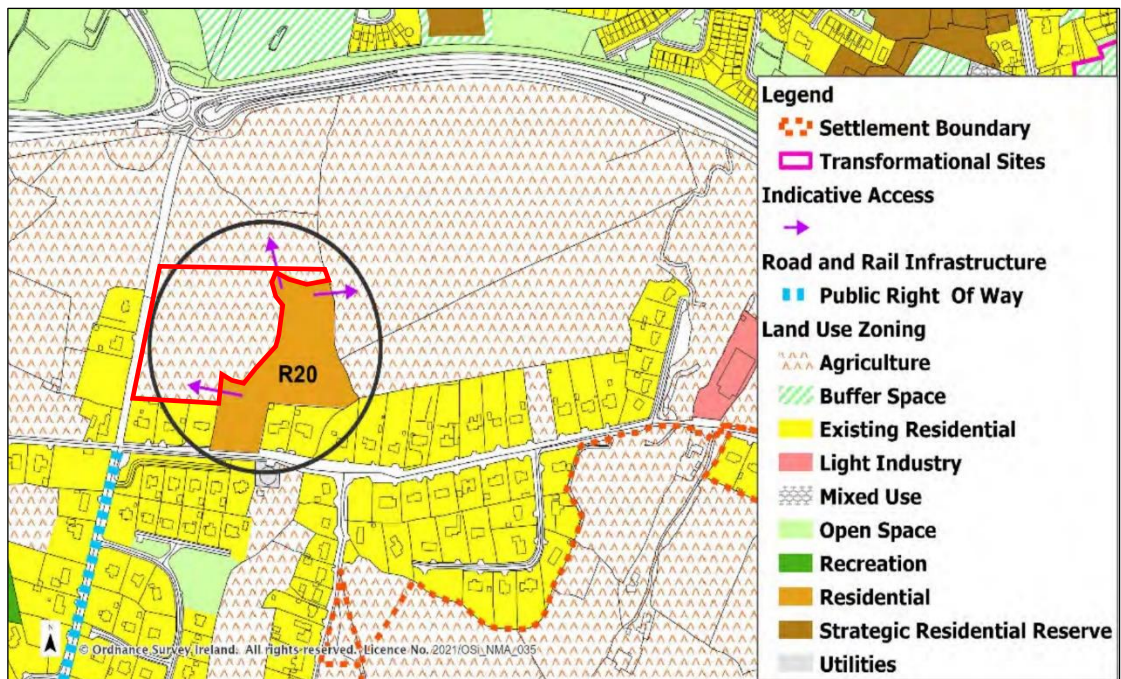 Legend
Settlement Boundary
Transformational Sites
Indicative Access
Road and Rail Infrastructure
Public Right Of Way
Land Use Zoning
Agriculture
Buffer Space
Existing Residential
Light Industry
Mixed Use
Open Space
Recreation
Residential
Strategic Residential Reserve
Utilities
R20
N
© Ordnance Survey Ireland. All rights reserved. Licence No. 2021/OSi_NMA_035